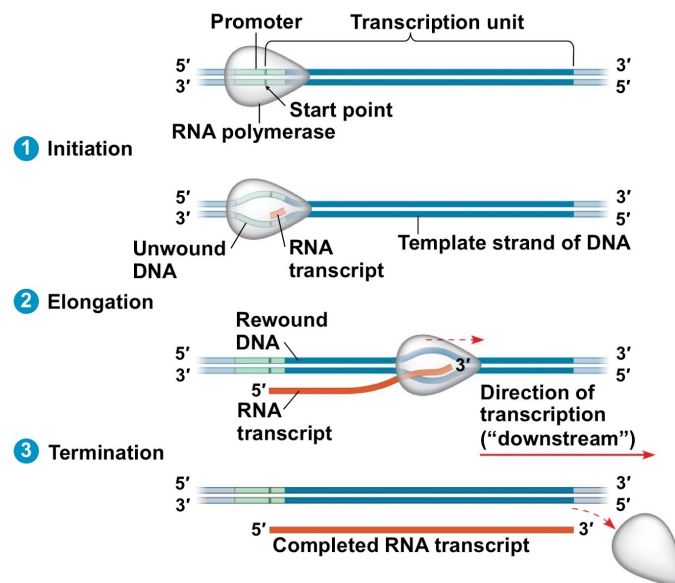 Promoter
Transcription unit
5′
3′
3′
5′
Start point
RNA polymerase
1 Initiation
5′
3′
3′
5′
Unwound
DNA
RNA
transcript
Template strand of DNA
2 Elongation
Rewound
DNA
5′
3′
3′
3′
5′
5′
RNA
transcript
Direction of
transcription
(“downstream”)
3 Termination
5′
3′
3′
5′
5′
3′
Completed RNA transcript